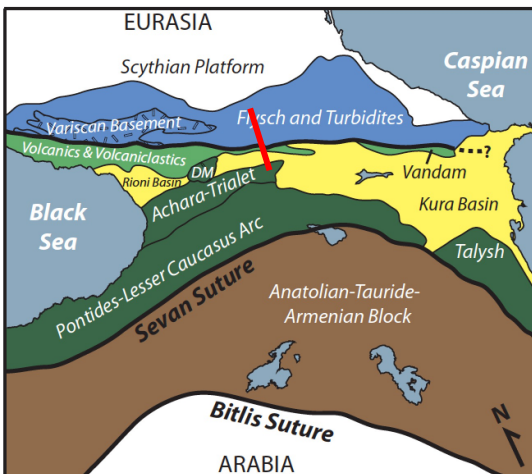 EURASIA
Caspian
Sea
Scythian Platform
Flysch and Turbidites
Variscan Basement
Volcanics & Volcaniclastics
?
Rioni Basin
DM
Vandam
Achara-Trialet
Kura Basin
Black
Sea
Pontides-Lesser Caucasus Arc
Talysh
Sevan Suture
Anatolian-Tauride-
Armenian Block
Bitlis Suture
N
ARABIA